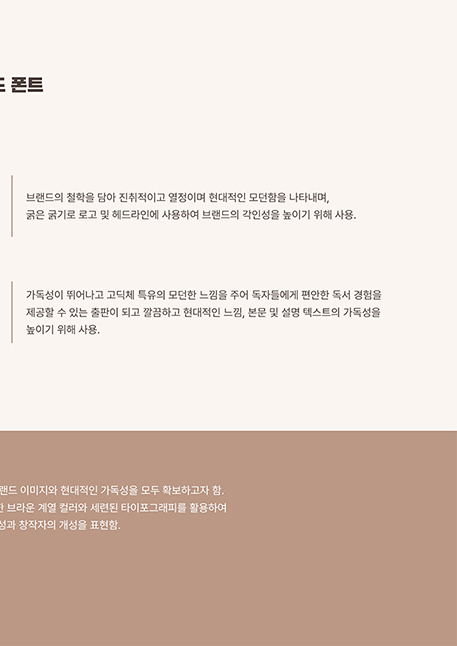 폰트
브랜드의 철학을 담아 진취적이고 열정이며 현대적인 모던함을 나타내며,
굵은 굵기로 로고 및 헤드라인에 사용하여 브랜드의 각인성을 높이기 위해 사용.
가독성이 뛰어나고 고딕체 특유의 모던한 느낌을 주어 독자들에게 편안한 독서 경험을
제공할 수 있는 출판이 되고 깔끔하고 현대적인 느낌, 본문 및 설명 텍스트의 가독성을
높이기 위해 사용.
랜드 이미지와 현대적인 가독성을 모두 확보하고자 함.
한 브라운 계열 컬러와 세련된 타이포그래피를 활용하여
성과 창작자의 개성을 표현함.